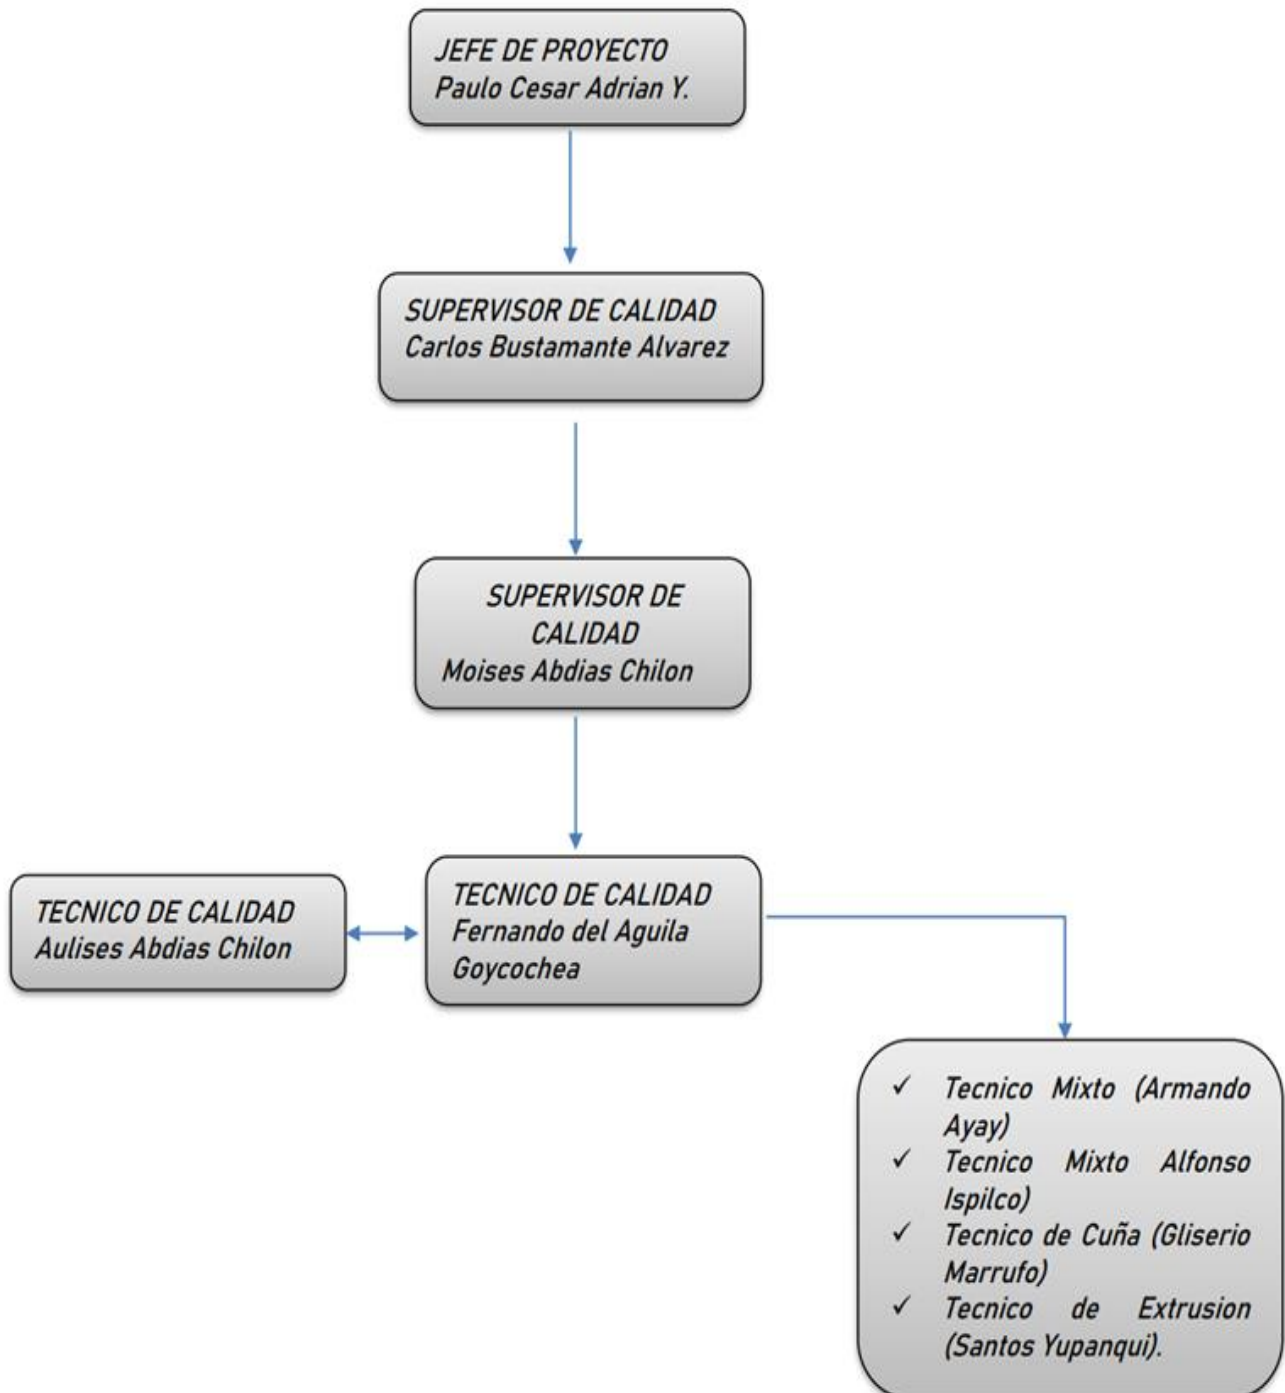 JEFE DE PROYECTO
Paulo Cesar Adrian Y.
SUPERVISOR DE CALIDAD
Carlos Bustamante Alvarez
SUPERVISOR DE
CALIDAD
Moises Abdias Chilon
TECNICO DE CALIDAD
Aulises Abdias Chilon
TECNICO DE CALIDAD
Fernando del Aguila
Goycochea
✓ Tecnico Mixto (Armando
Ayay)
✓ Tecnico Mixto Alfonso
Ispilco)
✓ Tecnico de Cuña (Gliserio
Marrufo)
✓ Tecnico de Extrusion
(Santos Yupanqui).